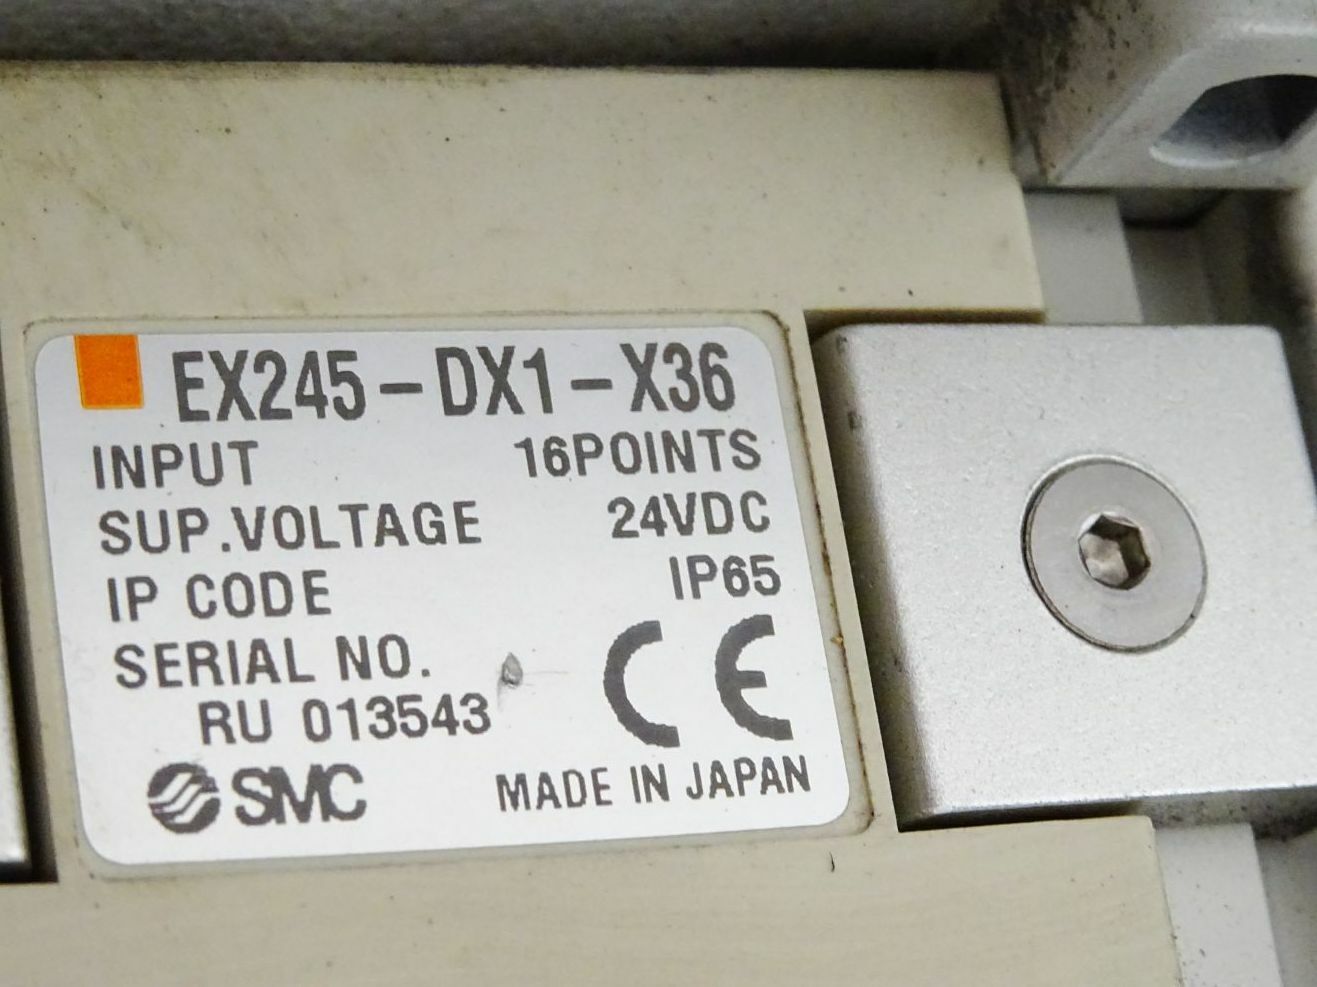 EX245-DX1-X36
INPUT 16POINTS
SUP.VOLTAGE 24VDC
IP CODE IP65
SERIAL NO.
RU 013543
CE
SMC MADE IN JAPAN